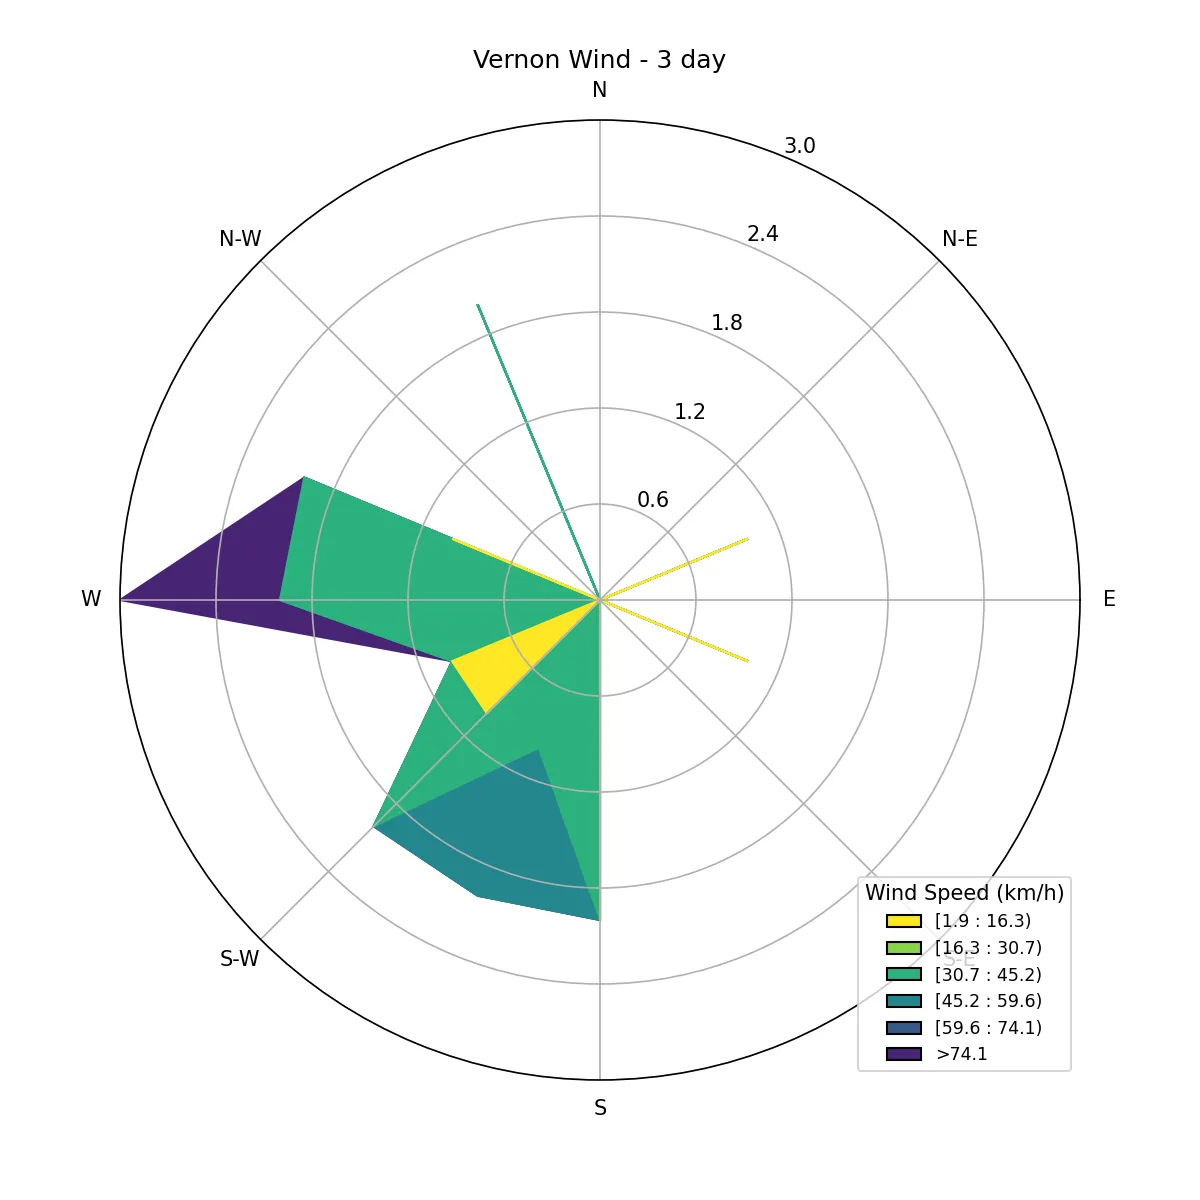 Vernon Wind - 3 day
N
3.0
N-W
2.4
N-E
1.8
1.2
0.6
W
E
Wind Speed (km/h)
[1.9 : 16.3)
[16.3 : 30.7)
S-W
S-E
[30.7 : 45.2)
[45.2 : 59.6)
[59.6 : 74.1)
>74.1
S